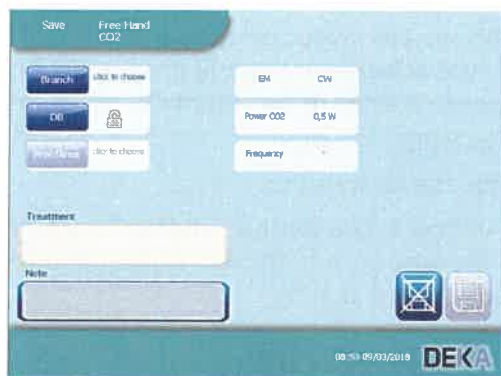 Save Free Hand
CO2
Branch click to choose
DB
click to choose
EM CW
Power CO2 0,5 W
Frequency -
Treatment
Note
08:53 09/03/2018 DEKA